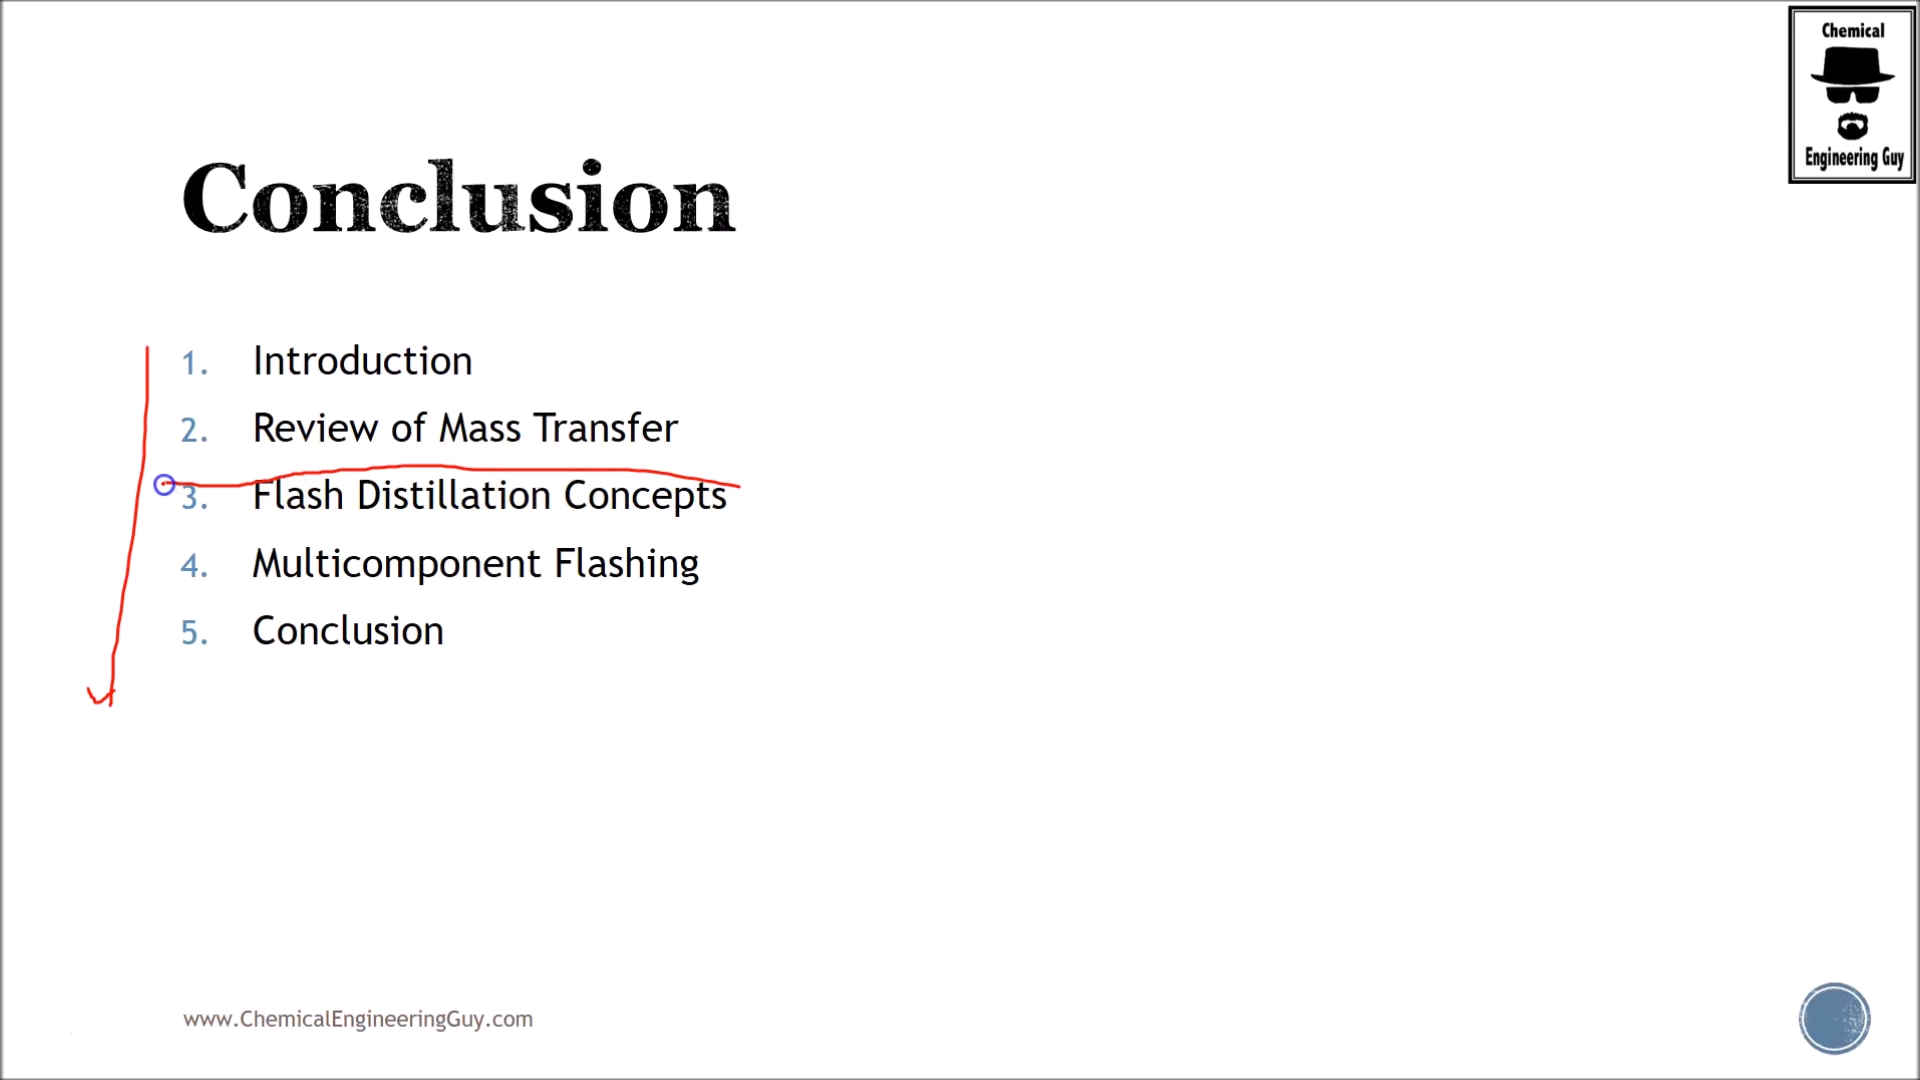 Chemical
Engineering Guy
Conclusion
1. Introduction
2. Review of Mass Transfer
3. Flash Distillation Concepts
4. Multicomponent Flashing
5. Conclusion
www.ChemicalEngineeringGuy.com